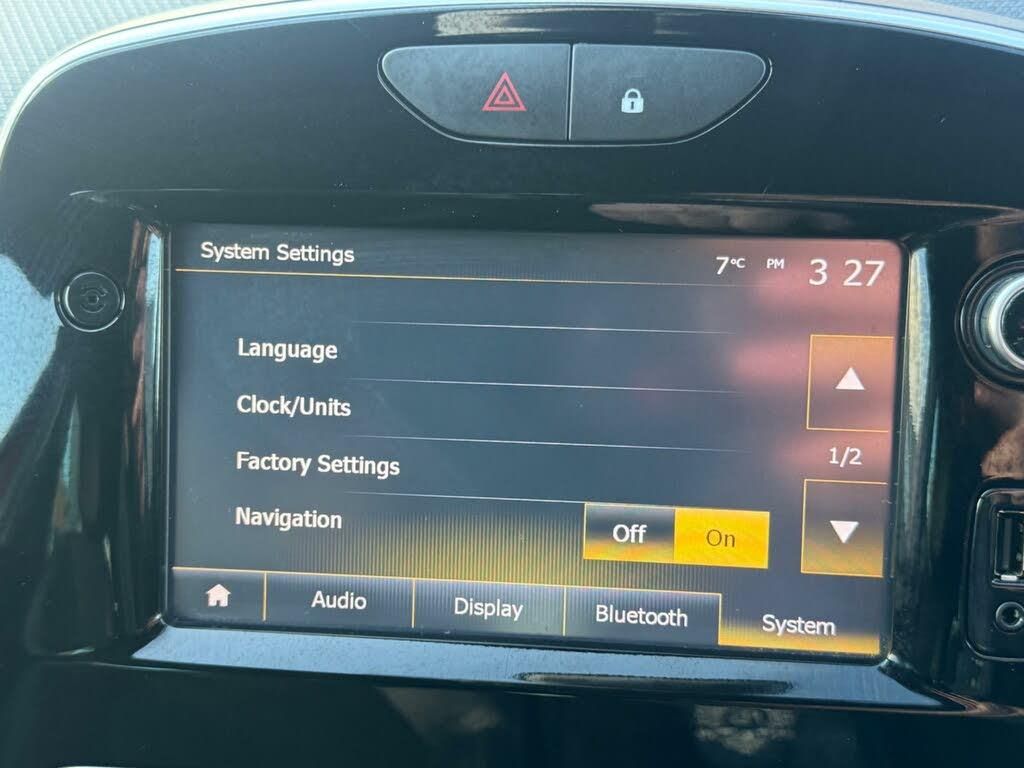 System Settings
7°C PM 3 27
Language
Clock/Units
Factory Settings
1/2
Navigation Off On
Audio Display Bluetooth System